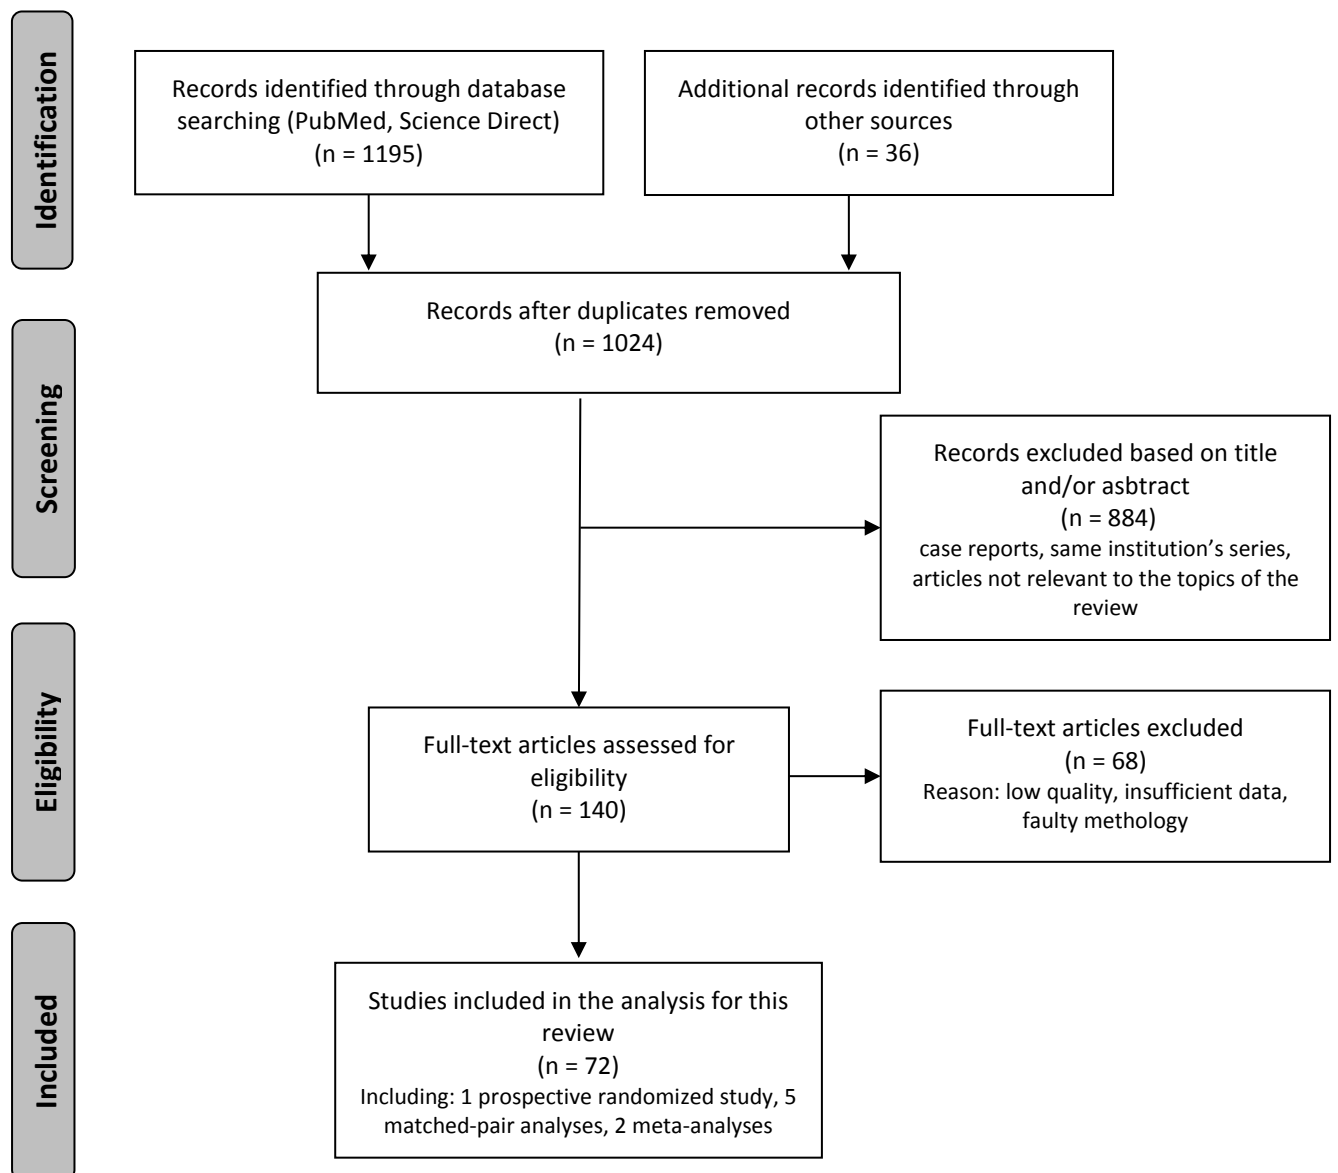 Identification
Records identified through database
searching (PubMed, Science Direct)
(n = 1195)
Additional records identified through
other sources
(n = 36)
Records after duplicates removed
(n = 1024)
Screening
Records excluded based on title
and/or asbtract
(n = 884)
case reports, same institution’s series,
articles not relevant to the topics of the
review
Eligibility
Full-text articles assessed for
eligibility
(n = 140)
Full-text articles excluded
(n = 68)
Reason: low quality, insufficient data,
faulty methology
Included
Studies included in the analysis for this
review
(n = 72)
Including: 1 prospective randomized study, 5
matched-pair analyses, 2 meta-analyses